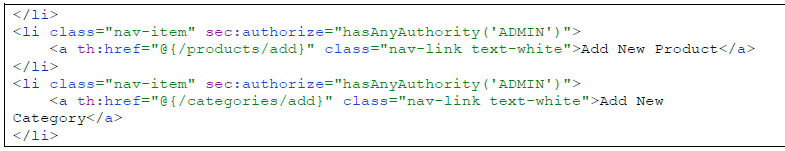 </li>
<li class="nav-item" sec:authorize="hasAnyAuthority('ADMIN')">
    <a th:href="@{/products/add}" class="nav-link text-white">Add New Product</a>
</li>
<li class="nav-item" sec:authorize="hasAnyAuthority('ADMIN')">
    <a th:href="@{/categories/add}" class="nav-link text-white">Add New
Category</a>
</li>